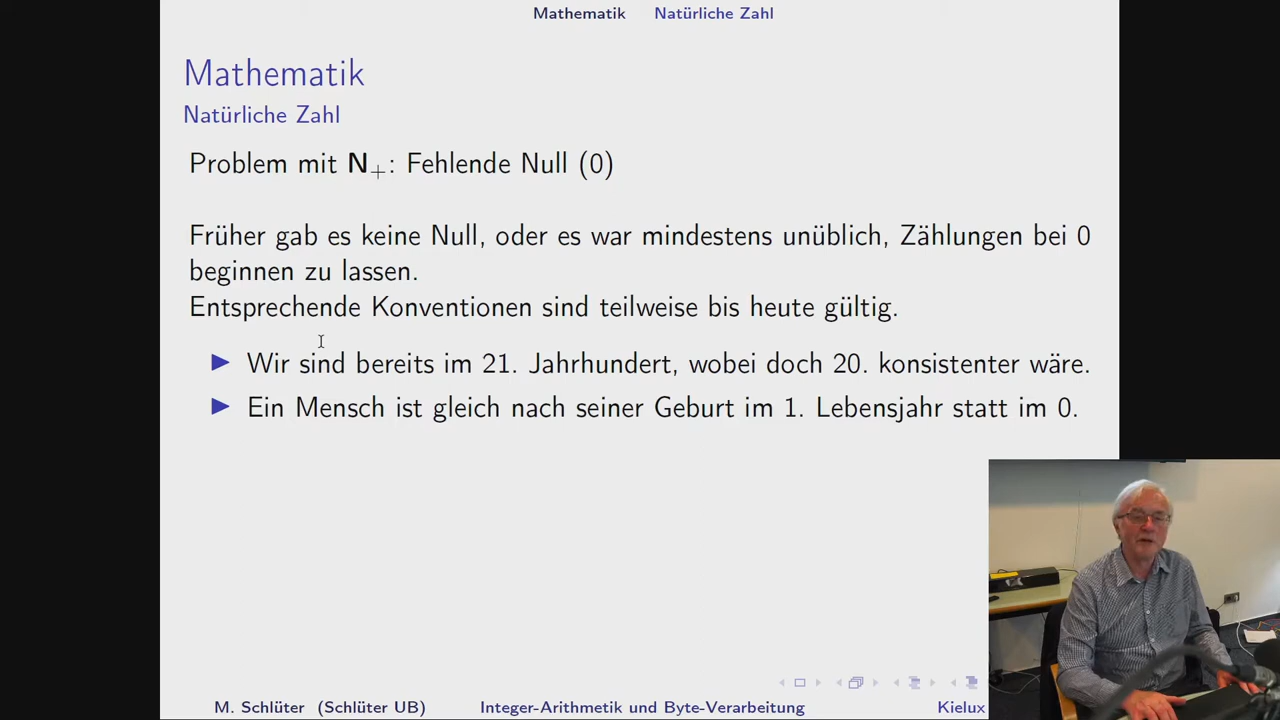 Mathematik Natürliche Zahl
Mathematik
Natürliche Zahl
Problem mit N+: Fehlende Null (0)
Früher gab es keine Null, oder es war mindestens unüblich, Zählungen bei 0
beginnen zu lassen.
Entsprechende Konventionen sind teilweise bis heute gültig.
▶ Wir sind bereits im 21. Jahrhundert, wobei doch 20. konsistenter wäre.
▶ Ein Mensch ist gleich nach seiner Geburt im 1. Lebensjahr statt im 0.
M. Schlüter (Schlüter UB) Integer-Arithmetik und Byte-Verarbeitung Kielux